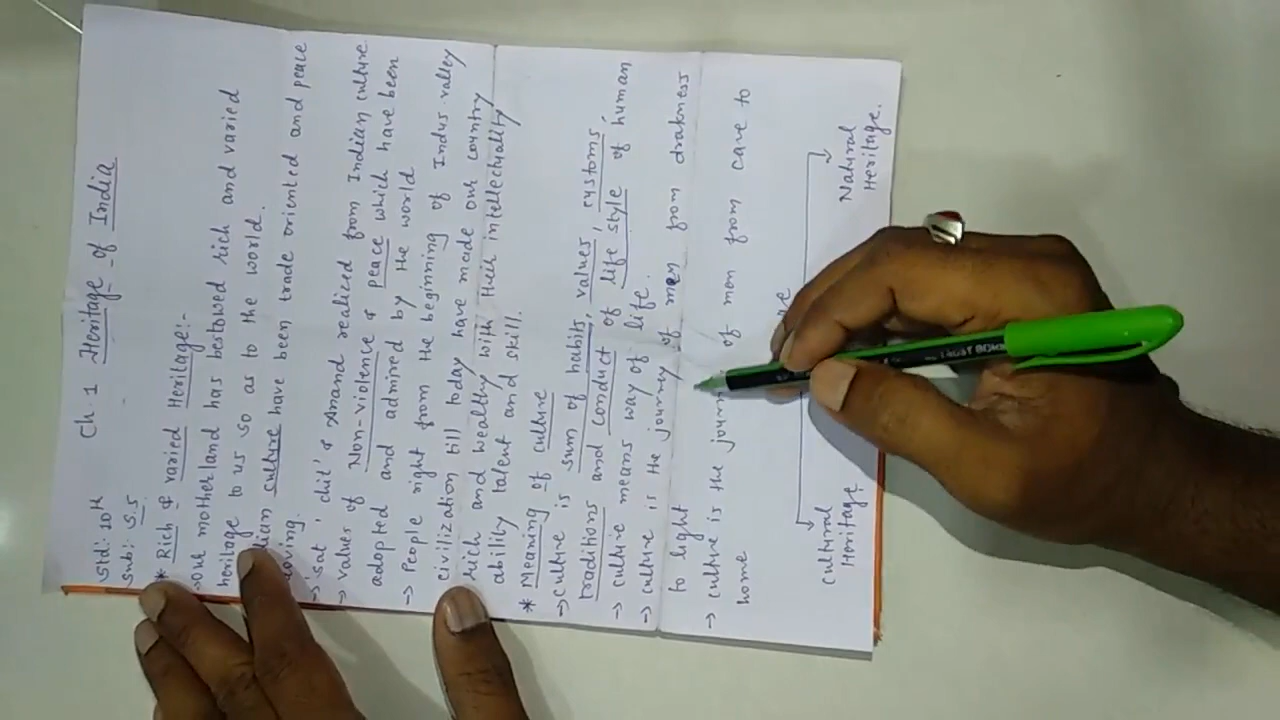 Ch 1 Heritage of India
Std: 10th
Sub: S.S
* Rich & varied Heritage:-
→ our motherland has bestowed rich and varied
heritage to us so as to the world.
culture have been trade oriented and peace
loving.
→ sat' chit' & Anand realized from Indian culture
→ values of Non-violence & peace which have been
adopted and admired by the world
→ People right from the beginning of Indus valley
civilization till today have made our country
rich and wealthy with their intellectuality
ability talent and skill.
* Meaning of culture
→ culture is sum of habits, values, customs,
traditions and conduct of life style of human
→ culture means way of life.
→ culture is the journey of men from drakness
to light
→ culture is the journ of men from cave to
home
Cultural
Heritage
Natural
Heritage.